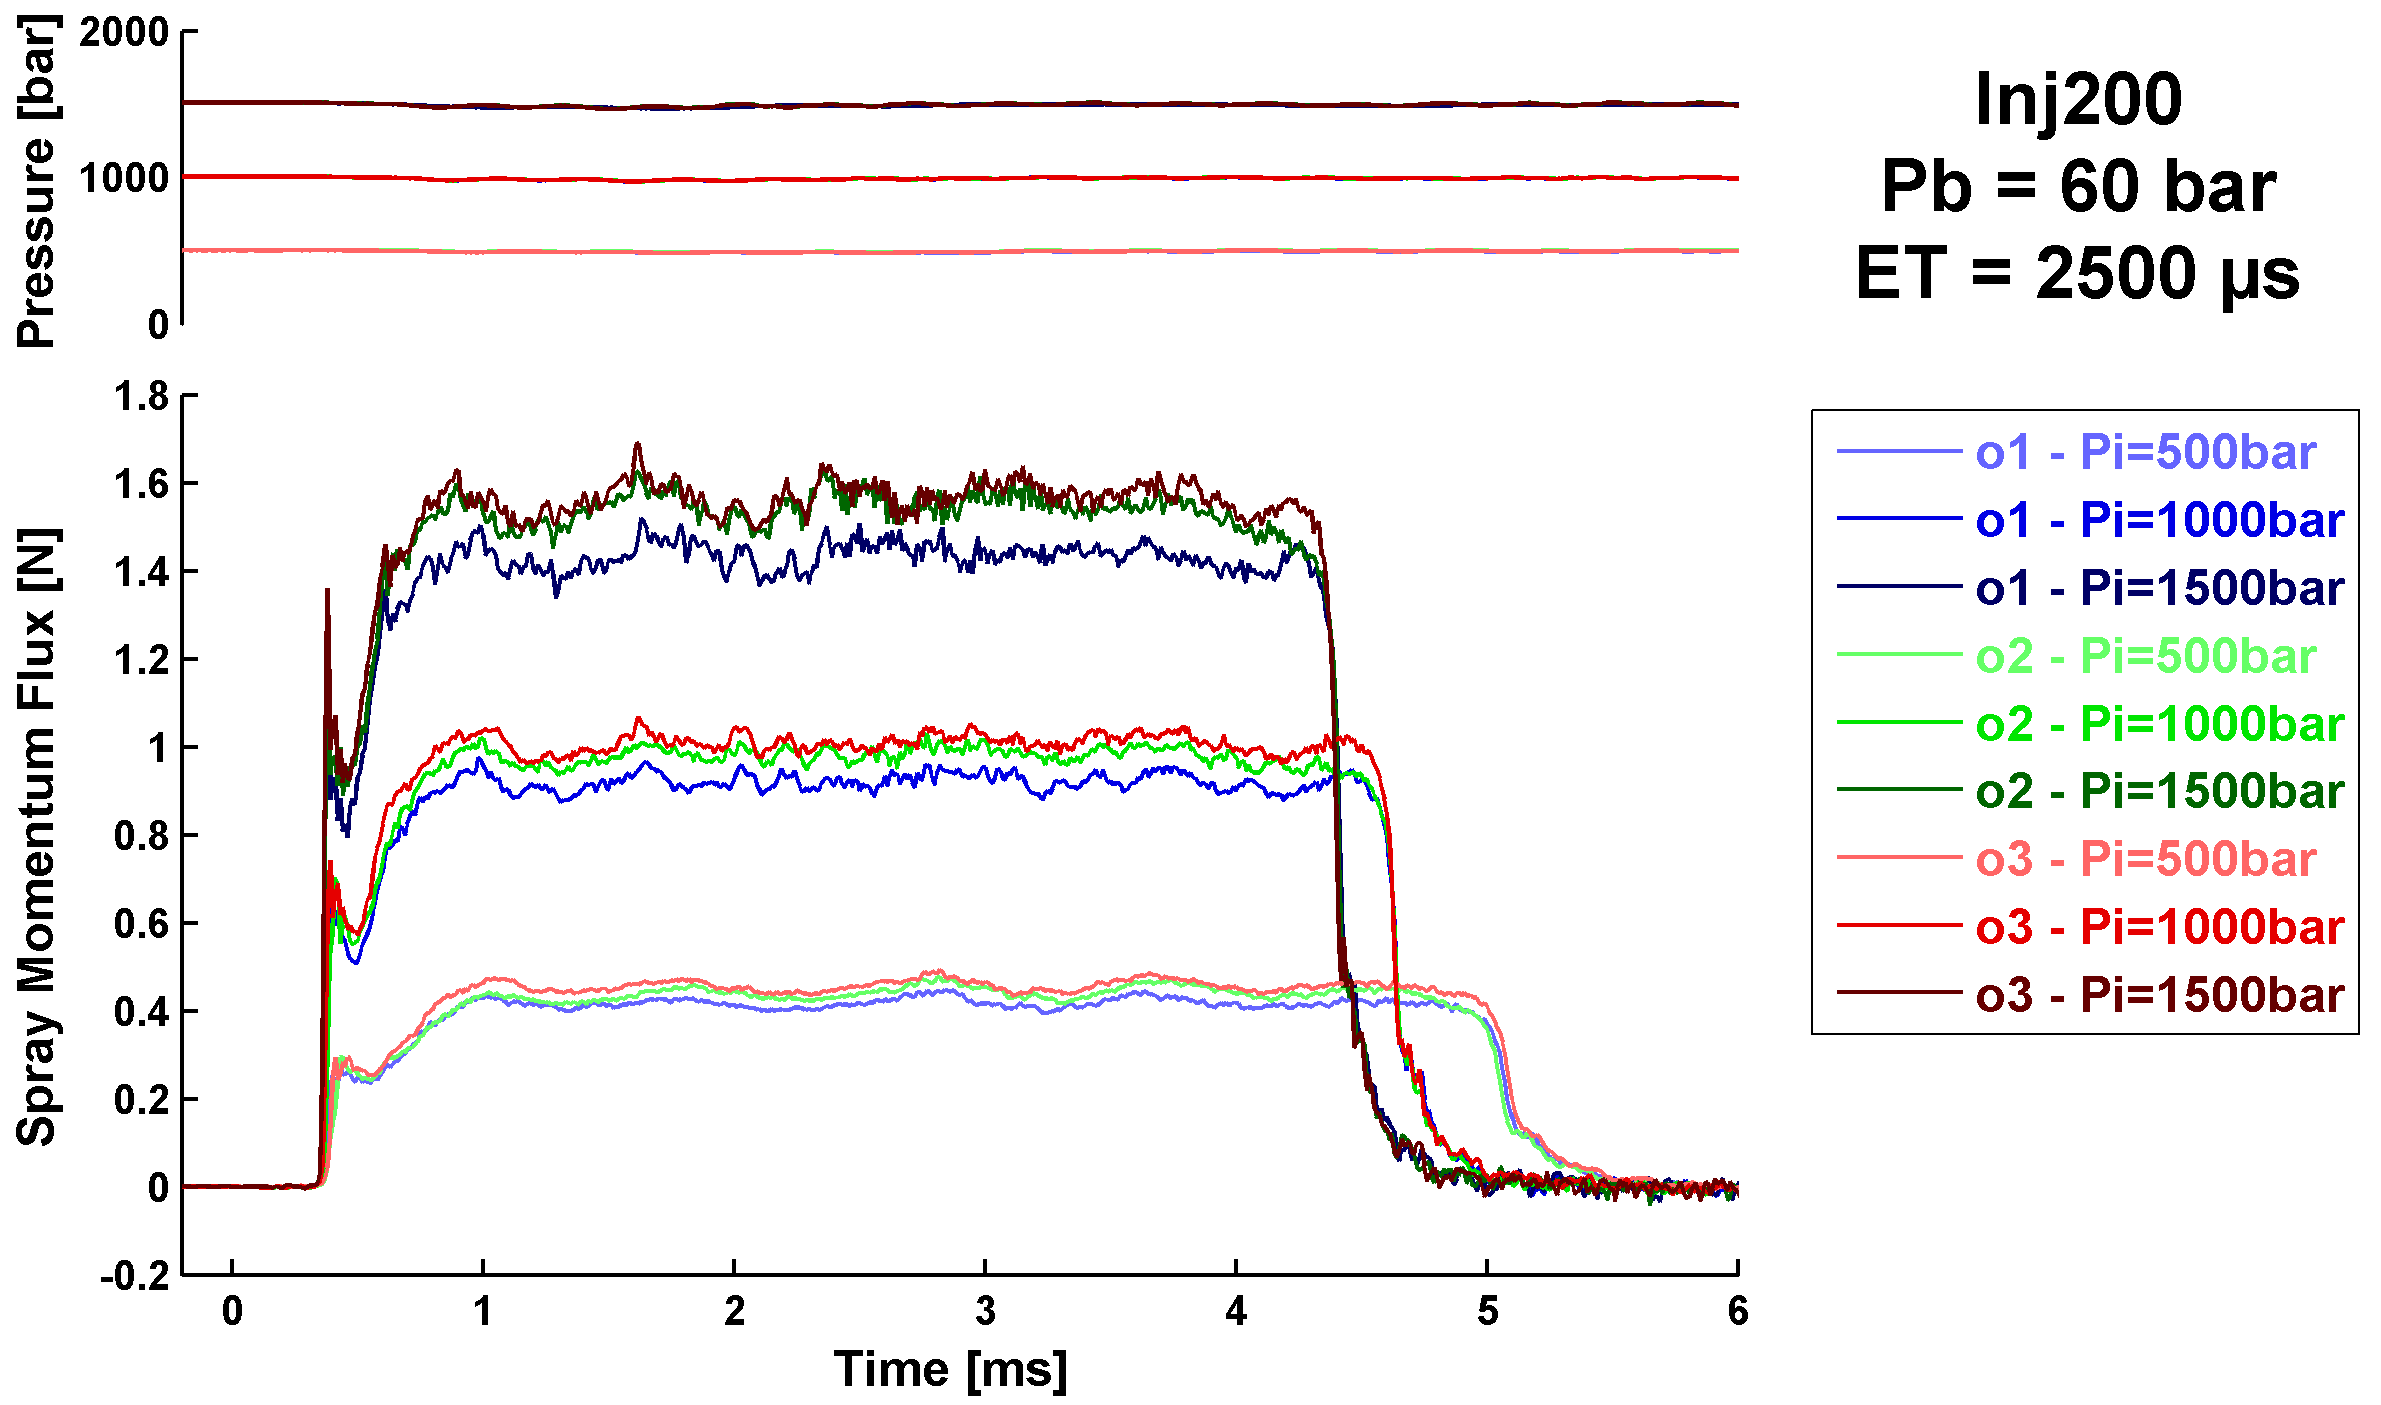 Pressure [bar]
2000
1000
0
Inj200
Pb = 60 bar
ET = 2500 µs
Spray Momentum Flux [N]
1.8
1.6
1.4
1.2
1
0.8
0.6
0.4
0.2
0
-0.2
0 1 2 3 4 5 6
Time [ms]
o1 - Pi=500bar
o1 - Pi=1000bar
o1 - Pi=1500bar
o2 - Pi=500bar
o2 - Pi=1000bar
o2 - Pi=1500bar
o3 - Pi=500bar
o3 - Pi=1000bar
o3 - Pi=1500bar